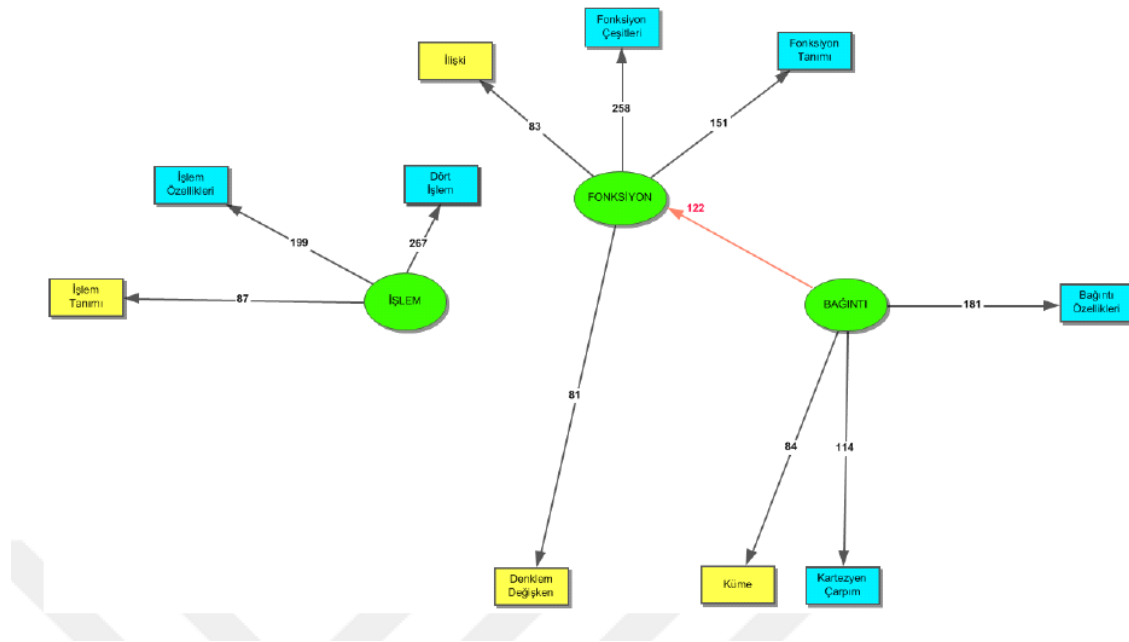 Fonksiyon
Çeşitleri
Fonksiyon
Tanımı
İlişki
258
151
83
İşlem
Özellikleri
Dört
İşlem
FONKSİYON
122
199
267
İşlem
Tanımı
87
İŞLEM
BAĞINTI
181
Bağıntı
Özellikleri
81
84
114
Denklem
Değişken
Küme
Kartezyen
Çarpım